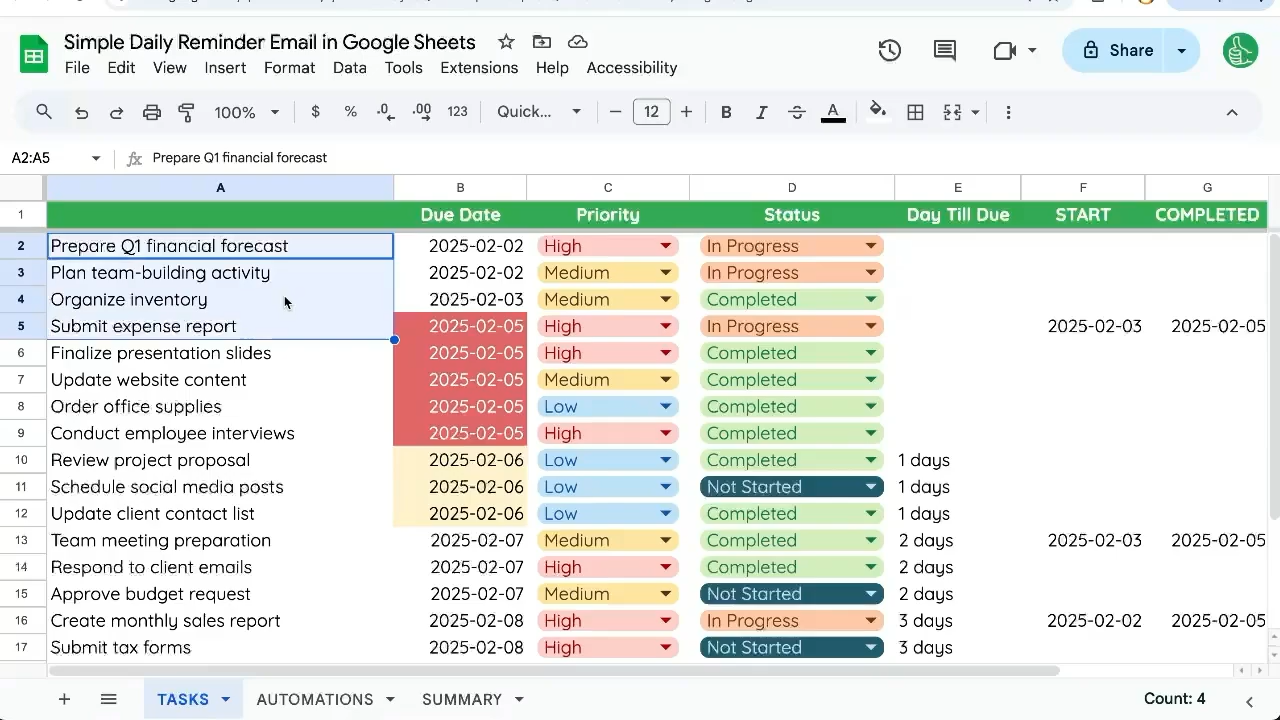 Simple Daily Reminder Email in Google Sheets
File Edit View Insert Format Data Tools Extensions Help Accessibility
Share
100% $ % .0 .00 123 Quick... − 12 + B I A
A2:A5 fx Prepare Q1 financial forecast
A B C D E F G
1 Due Date Priority Status Day Till Due START COMPLETED
2 Prepare Q1 financial forecast 2025-02-02 High In Progress
3 Plan team-building activity 2025-02-02 Medium In Progress
4 Organize inventory 2025-02-03 Medium Completed
5 Submit expense report 2025-02-05 High In Progress 2025-02-03 2025-02-05
6 Finalize presentation slides 2025-02-05 High Completed
7 Update website content 2025-02-05 Medium Completed
8 Order office supplies 2025-02-05 Low Completed
9 Conduct employee interviews 2025-02-05 High Completed
10 Review project proposal 2025-02-06 Low Completed 1 days
11 Schedule social media posts 2025-02-06 Low Not Started 1 days
12 Update client contact list 2025-02-06 Low Completed 1 days
13 Team meeting preparation 2025-02-07 Medium Completed 2 days 2025-02-03 2025-02-05
14 Respond to client emails 2025-02-07 High Completed 2 days
15 Approve budget request 2025-02-07 Medium Not Started 2 days
16 Create monthly sales report 2025-02-08 High In Progress 3 days 2025-02-02 2025-02-05
17 Submit tax forms 2025-02-08 High Not Started 3 days
TASKS AUTOMATIONS SUMMARY Count: 4